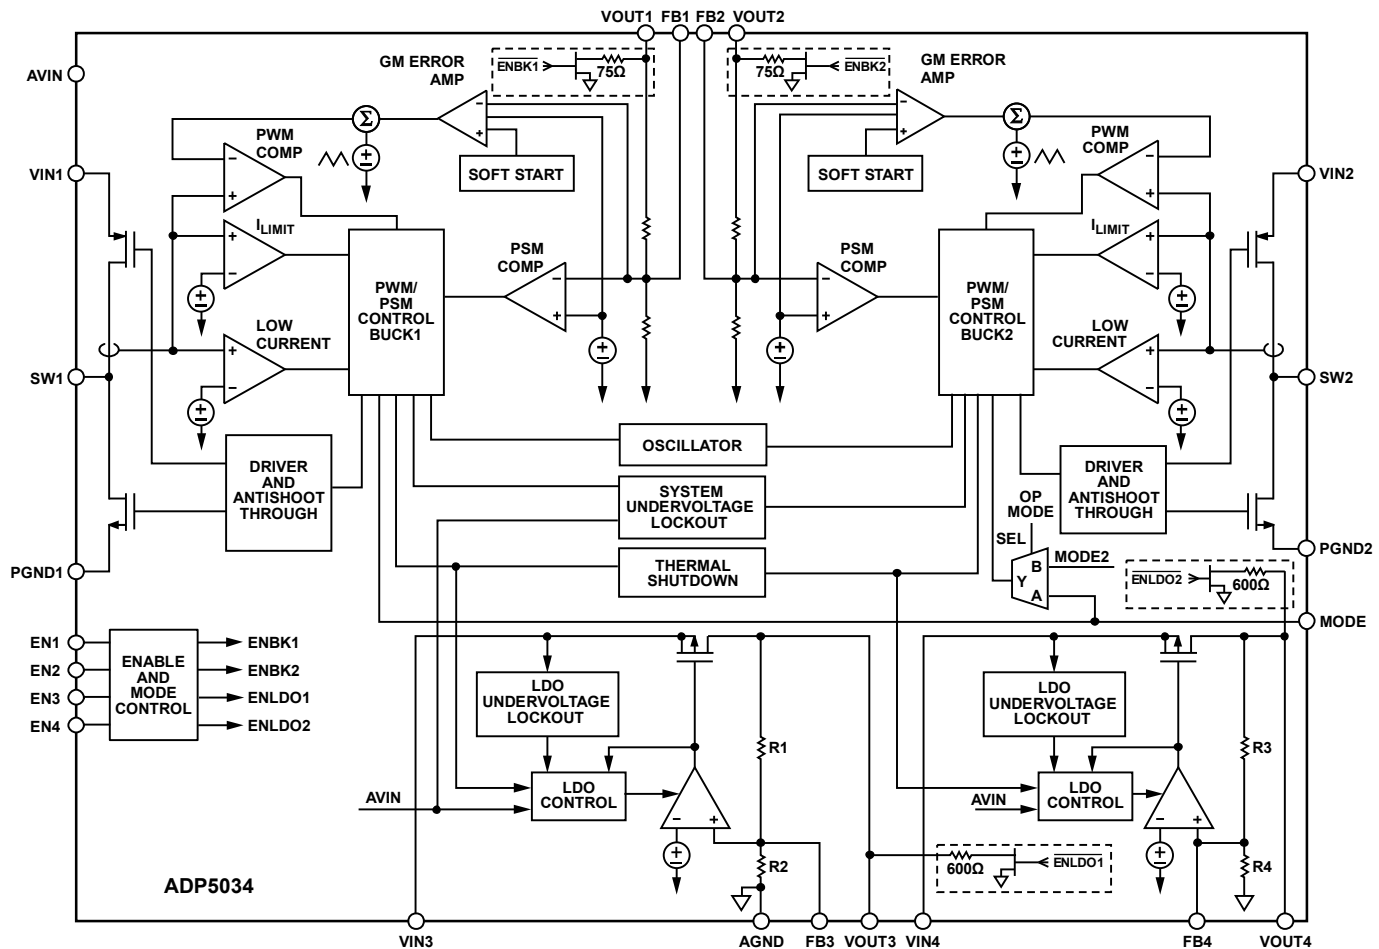 VOUT1 FB1 FB2 VOUT2
AVIN
GM ERROR
AMP
ENBK1
75Ω
75Ω
ENBK2
GM ERROR
AMP
Σ
Σ
PWM
COMP
PWM
COMP
SOFT START
SOFT START
VIN1
VIN2
ILIMIT
ILIMIT
PSM
COMP
PSM
COMP
PWM/
PSM
CONTROL
BUCK1
PWM/
PSM
CONTROL
BUCK2
LOW
CURRENT
LOW
CURRENT
SW1
SW2
OSCILLATOR
DRIVER
AND
ANTISHOOT
THROUGH
SYSTEM
UNDERVOLTAGE
LOCKOUT
DRIVER
AND
ANTISHOOT
THROUGH
OP
MODE
SEL
THERMAL
SHUTDOWN
B
Y
A
MODE2
ENLDO2
600Ω
PGND1
PGND2
MODE
EN1
EN2
EN3
EN4
ENABLE
AND
MODE
CONTROL
ENBK1
ENBK2
ENLDO1
ENLDO2
LDO
UNDERVOLTAGE
LOCKOUT
LDO
UNDERVOLTAGE
LOCKOUT
R1
R3
AVIN
LDO
CONTROL
AVIN
LDO
CONTROL
R2
600Ω
ENLDO1
R4
ADP5034
VIN3 AGND FB3 VOUT3 VIN4 FB4 VOUT4